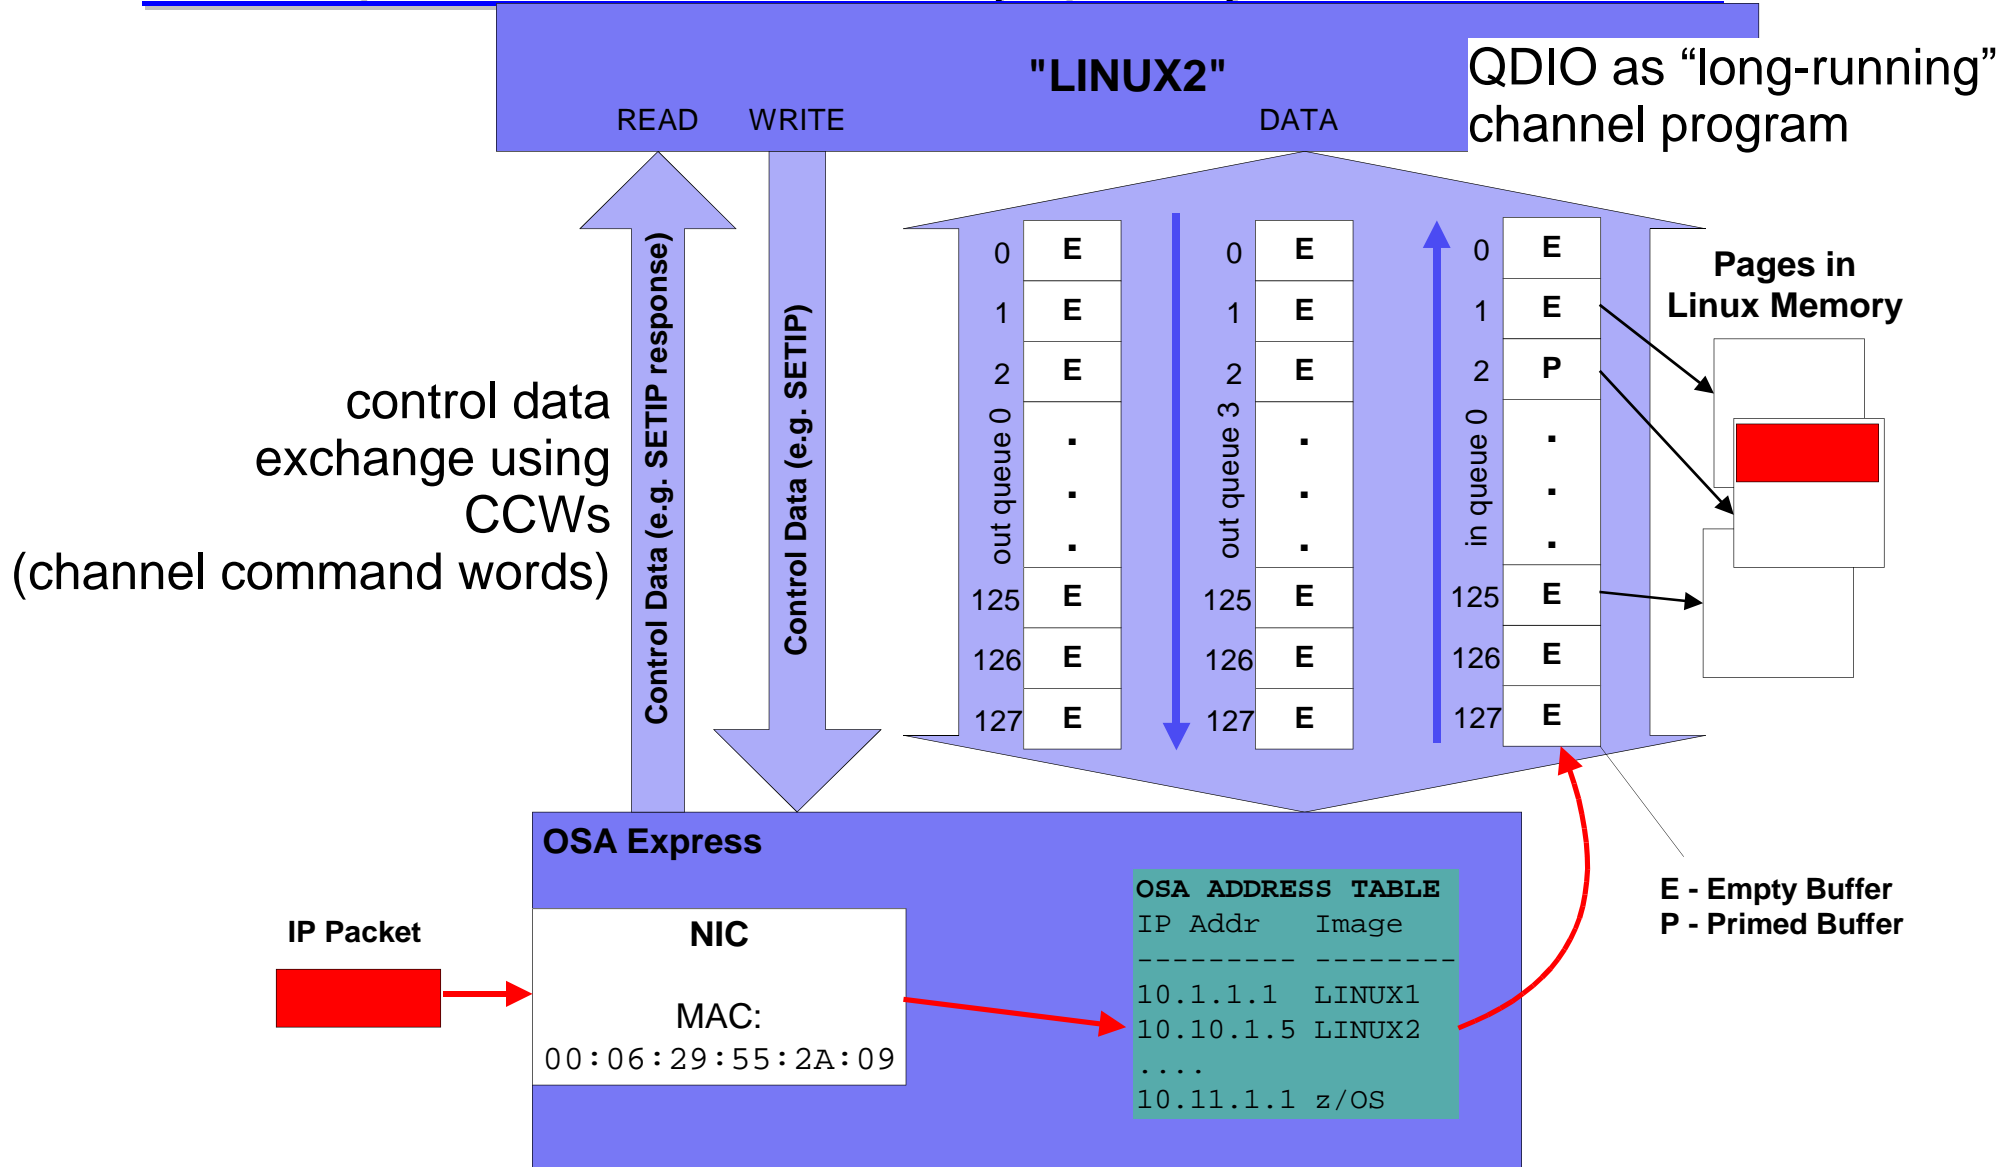 "LINUX2"
READ WRITE DATA
QDIO as “long-running”
channel program
control data
exchange using
CCWs
(channel command words)
Control Data (e.g. SETIP response)
Control Data (e.g. SETIP)
out queue 0
0 E
1 E
2 E
.
.
.
125 E
126 E
127 E
out queue 3
0 E
1 E
2 E
.
.
.
125 E
126 E
127 E
in queue 0
0 E
1 E
2 P
.
.
.
125 E
126 E
127 E
Pages in
Linux Memory
E - Empty Buffer
P - Primed Buffer
OSA Express
IP Packet
NIC
MAC:
00:06:29:55:2A:09
OSA ADDRESS TABLE
IP Addr Image
--------- --------
10.1.1.1 LINUX1
10.10.1.5 LINUX2
....
10.11.1.1 z/OS